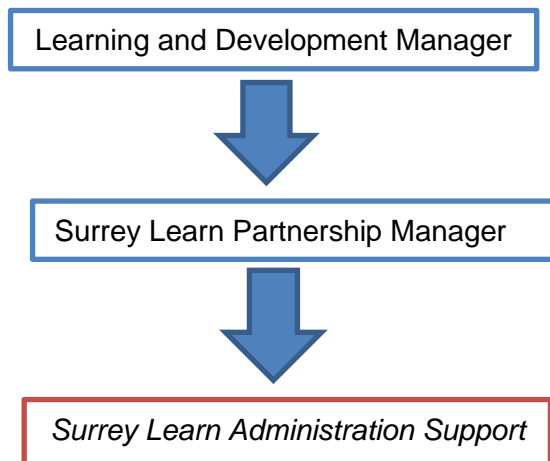 Learning and Development Manager
Surrey Learn Partnership Manager
Surrey Learn Administration Support